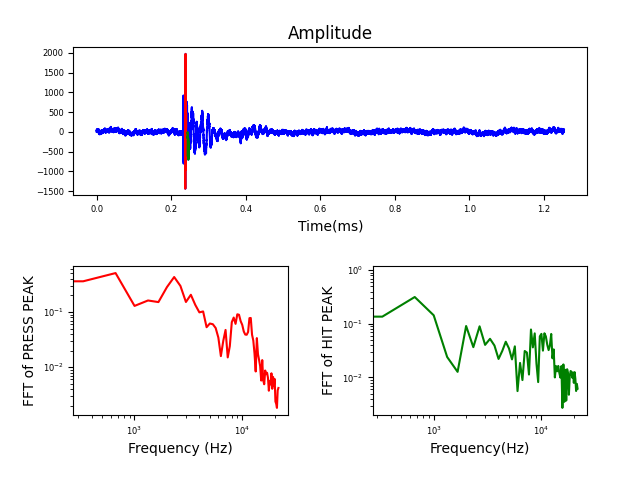 Amplitude
2000
1500
1000
500
0
−500
−1000
−1500
0.0 0.2 0.4 0.6 0.8 1.0 1.2
Time(ms)
FFT of PRESS PEAK
10⁻¹
10⁻²
10³ 10⁴
Frequency (Hz)
FFT of HIT PEAK
10⁰
10⁻¹
10⁻²
10³ 10⁴
Frequency(Hz)